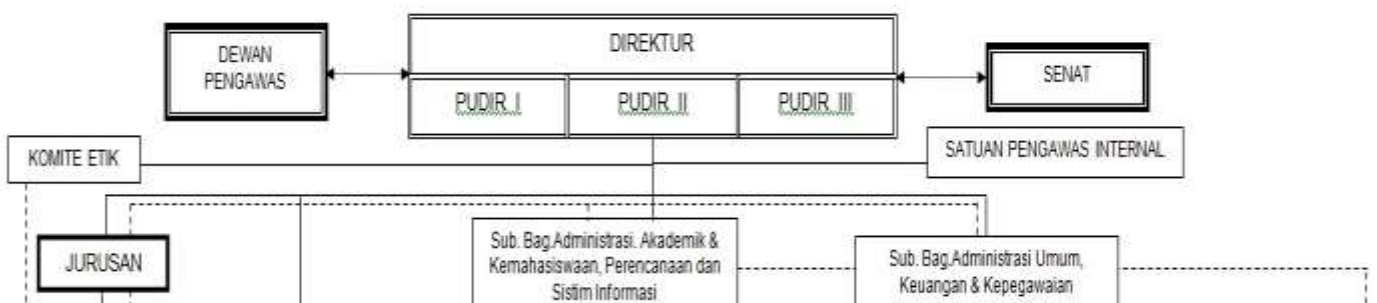 DEWAN
PENGAWAS
DIREKTUR
SENAT
PUDIR I
PUDIR II
PUDIR III
KOMITE ETIK
SATUAN PENGAWAS INTERNAL
JURUSAN
Sub. Bag.Administrasi. Akademik &
Kemahasiswaan, Perencanaan dan
Sistim Informasi
Sub. Bag.Administrasi Umum,
Keuangan & Kepegawaian